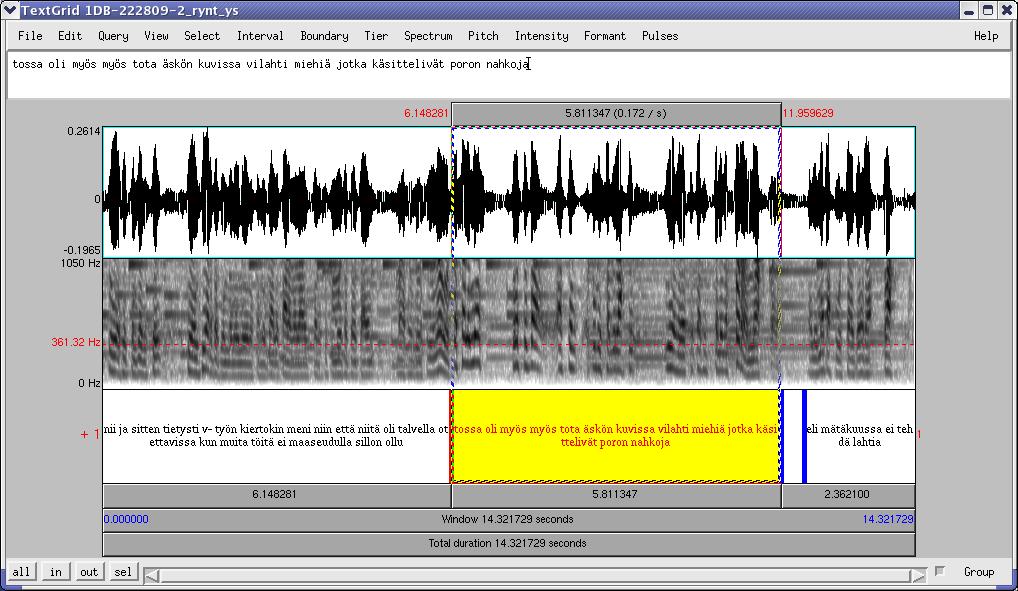 TextGrid 1DB-222809-2_rynt_ys
File Edit Query View Select Interval Boundary Tier Spectrum Pitch Intensity Formant Pulses Help
tossa oli myös myös tota äskön kuvissa vilahti miehiä jotka käsittelivät poron nahkoja
6.148281 5.811347 (0.172 / s) 11.959629
0.2614
0
-0.1965
1050 Hz
361.32 Hz
0 Hz
+ 1
nii ja sitten tietysti v- työn kiertokin meni niin että niitä oli talvella ot
ettavissa kun muita töitä ei maaseudulla sillon ollu
tossa oli myös myös tota äskön kuvissa vilahti miehiä jotka käsi
ttelivät poron nahkoja
eli mätäkuussa ei teh
dä lahtia
1
6.148281 5.811347 2.362100
0.000000 Window 14.321729 seconds 14.321729
Total duration 14.321729 seconds
all in out sel Group